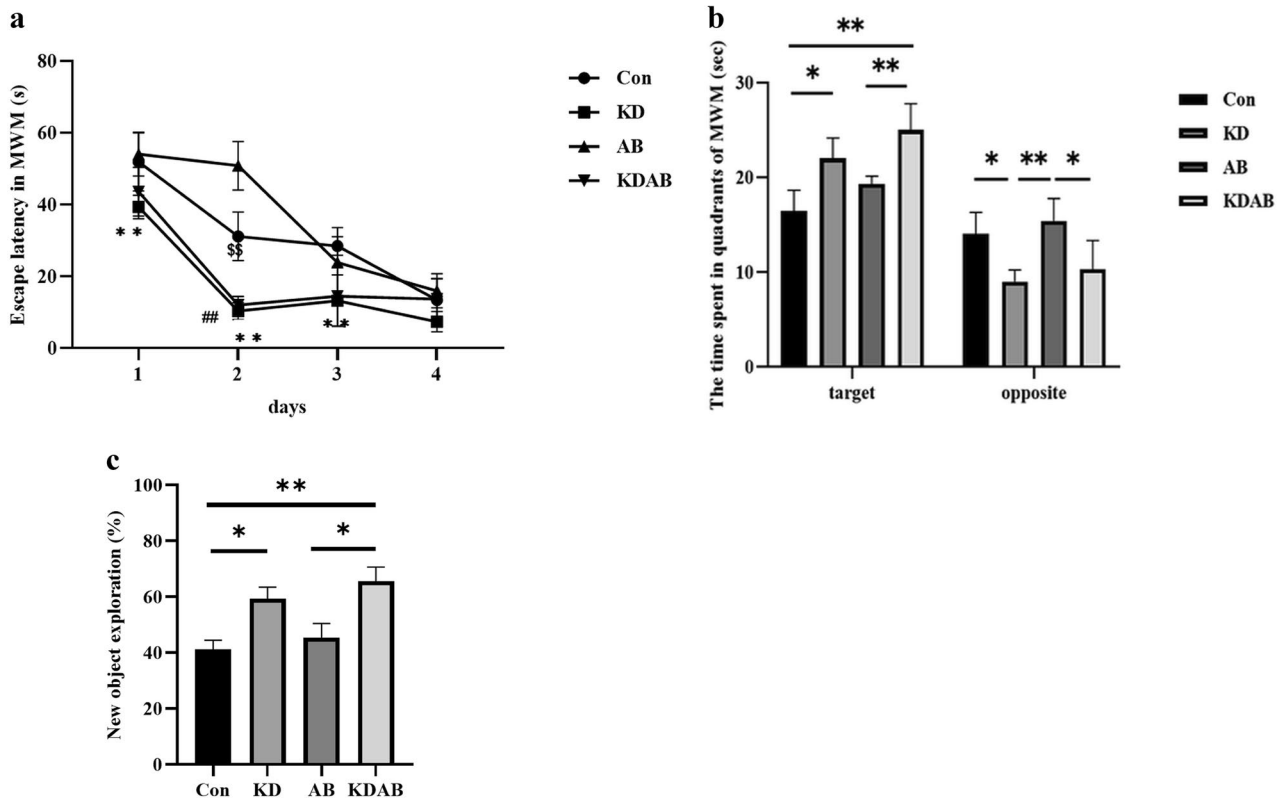 a
Escape latency in MWM (s)
80
60
40
20
0
* *
$$
##
* *
* *
1 2 3 4
days
Con
KD
AB
KDAB
b
The time spent in quadrants of MWM (sec)
30
20
10
0
**
* **
* ** *
target opposite
Con
KD
AB
KDAB
c
New object exploration (%)
100
80
60
40
20
0
**
* *
Con KD AB KDAB